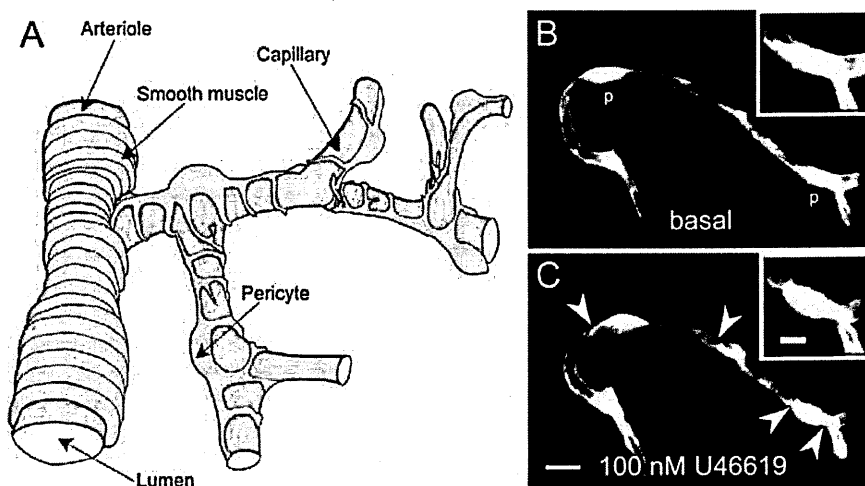 A
Arteriole
Smooth muscle
Capillary
Pericyte
Lumen
B
p
p
basal
C
100 nM U46619